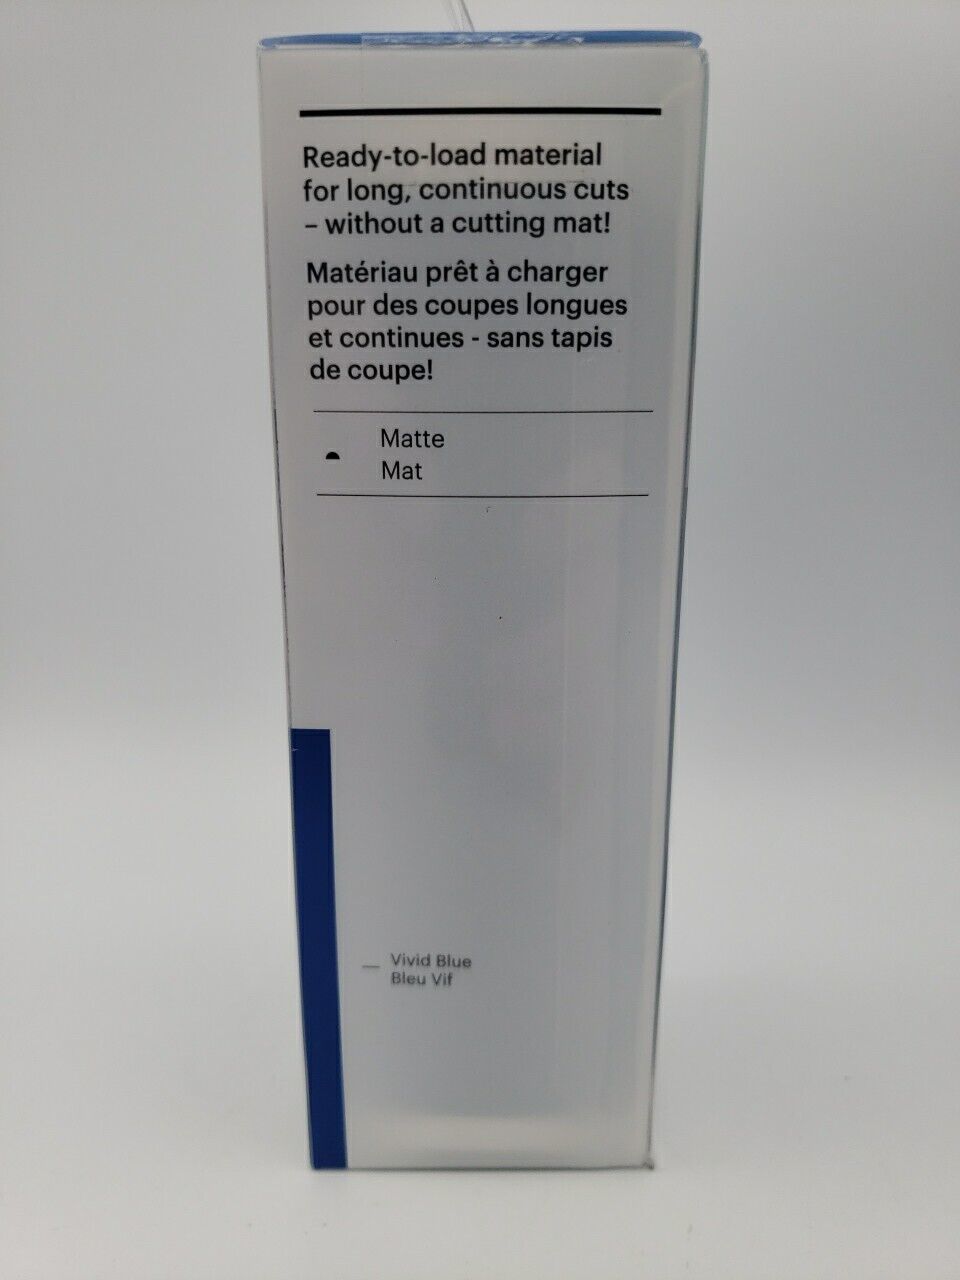 Ready-to-load material
for long, continuous cuts
– without a cutting mat!
Matériau prêt à charger
pour des coupes longues
et continues - sans tapis
de coupe!
Matte
Mat
Vivid Blue
Bleu Vif